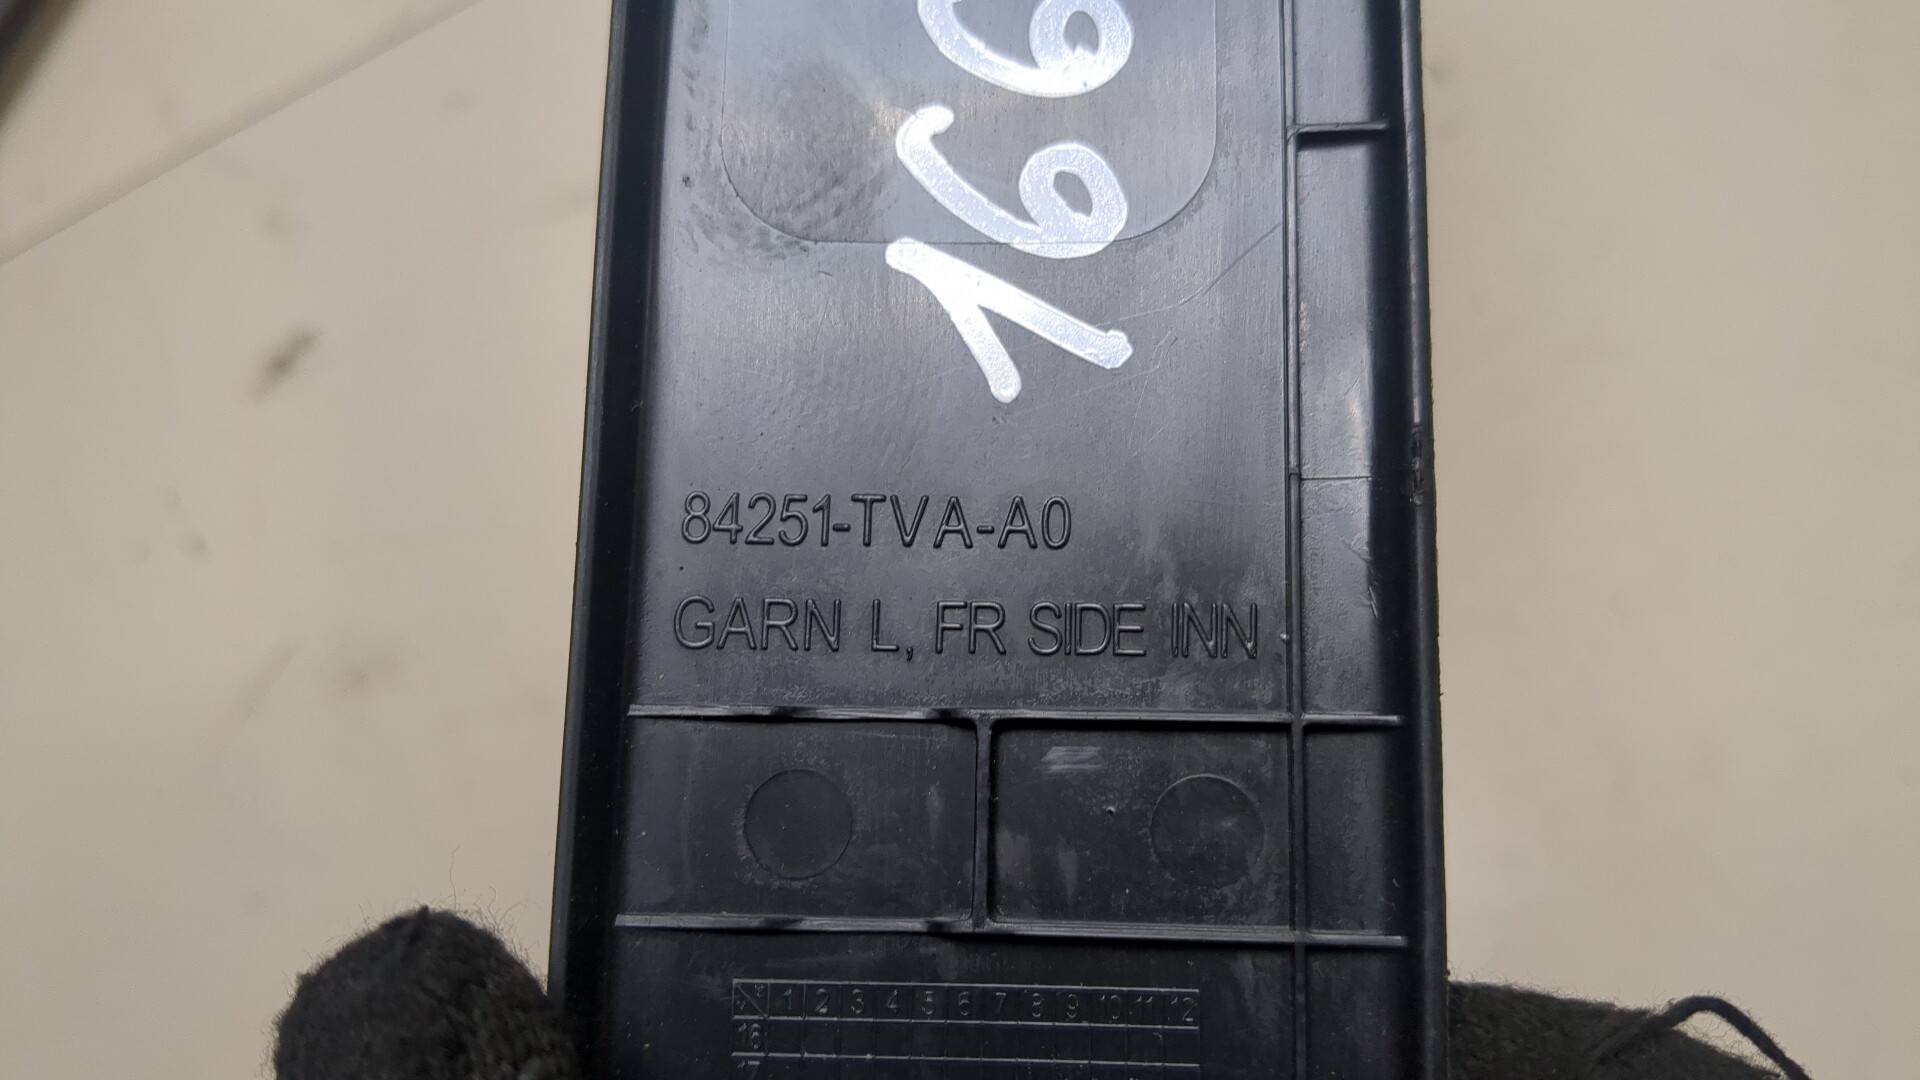 166
84251-TVA-A0
GARN L, FR SIDE INN
1 2 3 4 5 6 7 8 9 10 11 12
16
17